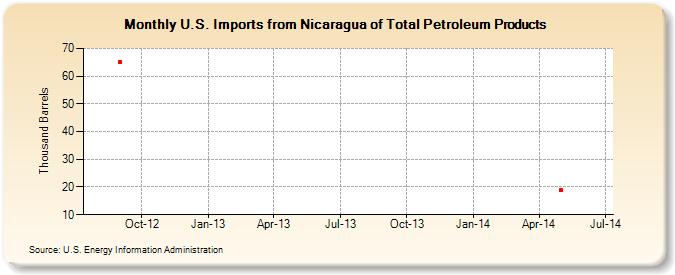 Monthly U.S. Imports from Nicaragua of Total Petroleum Products
Thousand Barrels
70
60
50
40
30
20
10
Oct-12 Jan-13 Apr-13 Jul-13 Oct-13 Jan-14 Apr-14 Jul-14
Source: U.S. Energy Information Administration